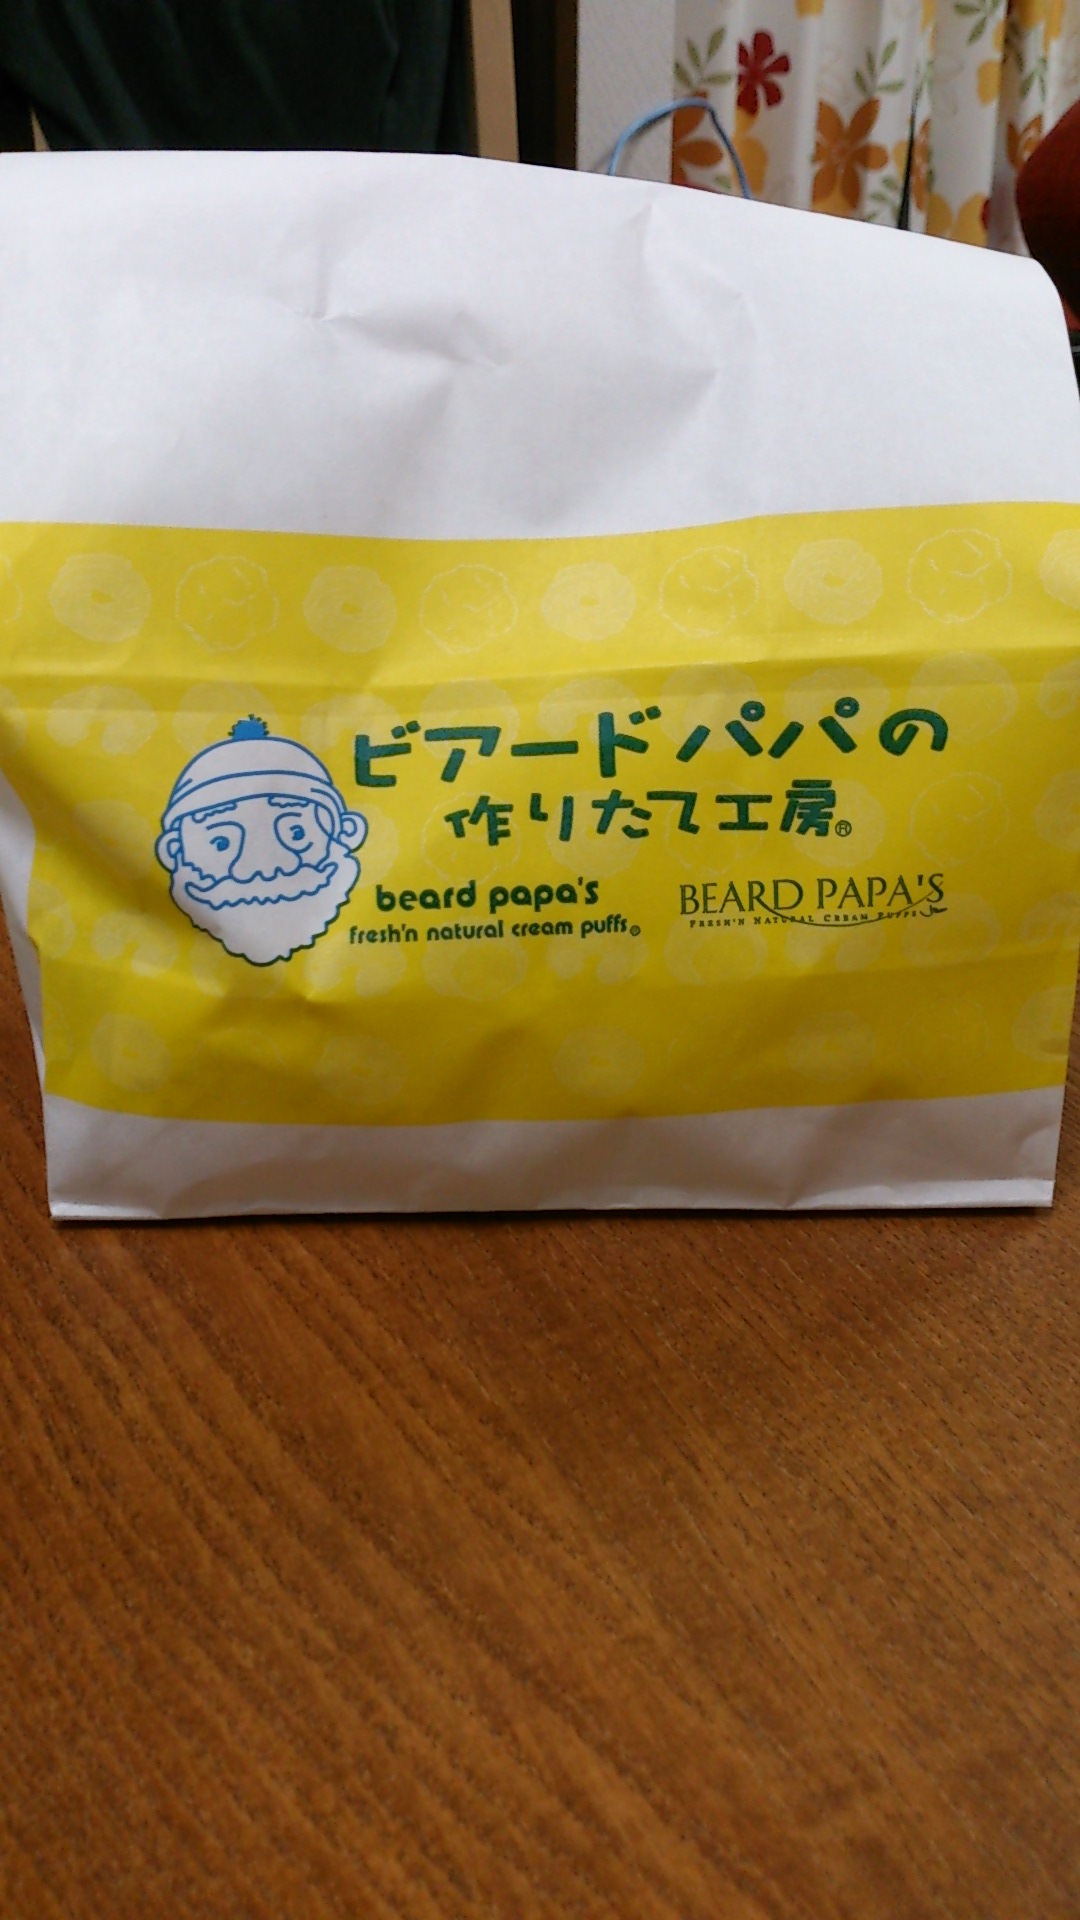 ビアードパパの
作りたて工房®
beard papa's
fresh'n natural cream puffs®
BEARD PAPA'S
FRESH'N NATURAL CREAM PUFFS